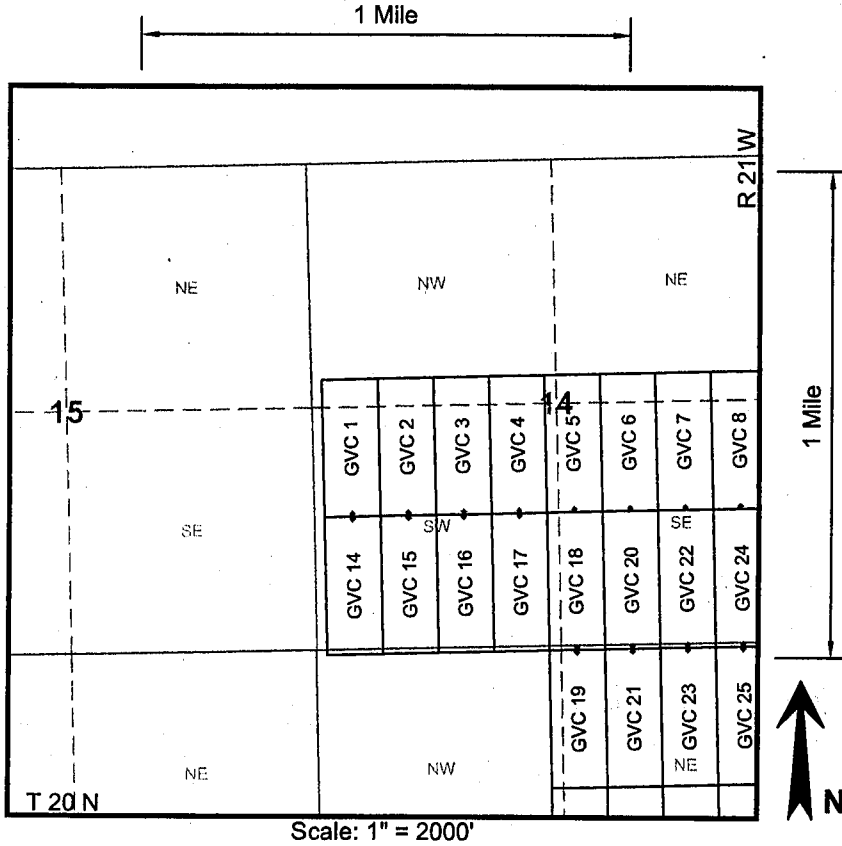 1 Mile
R 21 W
NE
NW
NE
1 Mile
15
14
GVC 1
GVC 2
GVC 3
GVC 4
GVC 5
GVC 6
GVC 7
GVC 8
SE
SW
SE
GVC 14
GVC 15
GVC 16
GVC 17
GVC 18
GVC 20
GVC 22
GVC 24
GVC 19
GVC 21
GVC 23
GVC 25
NE
NW
NE
T 20 N
N
Scale: 1" = 2000'